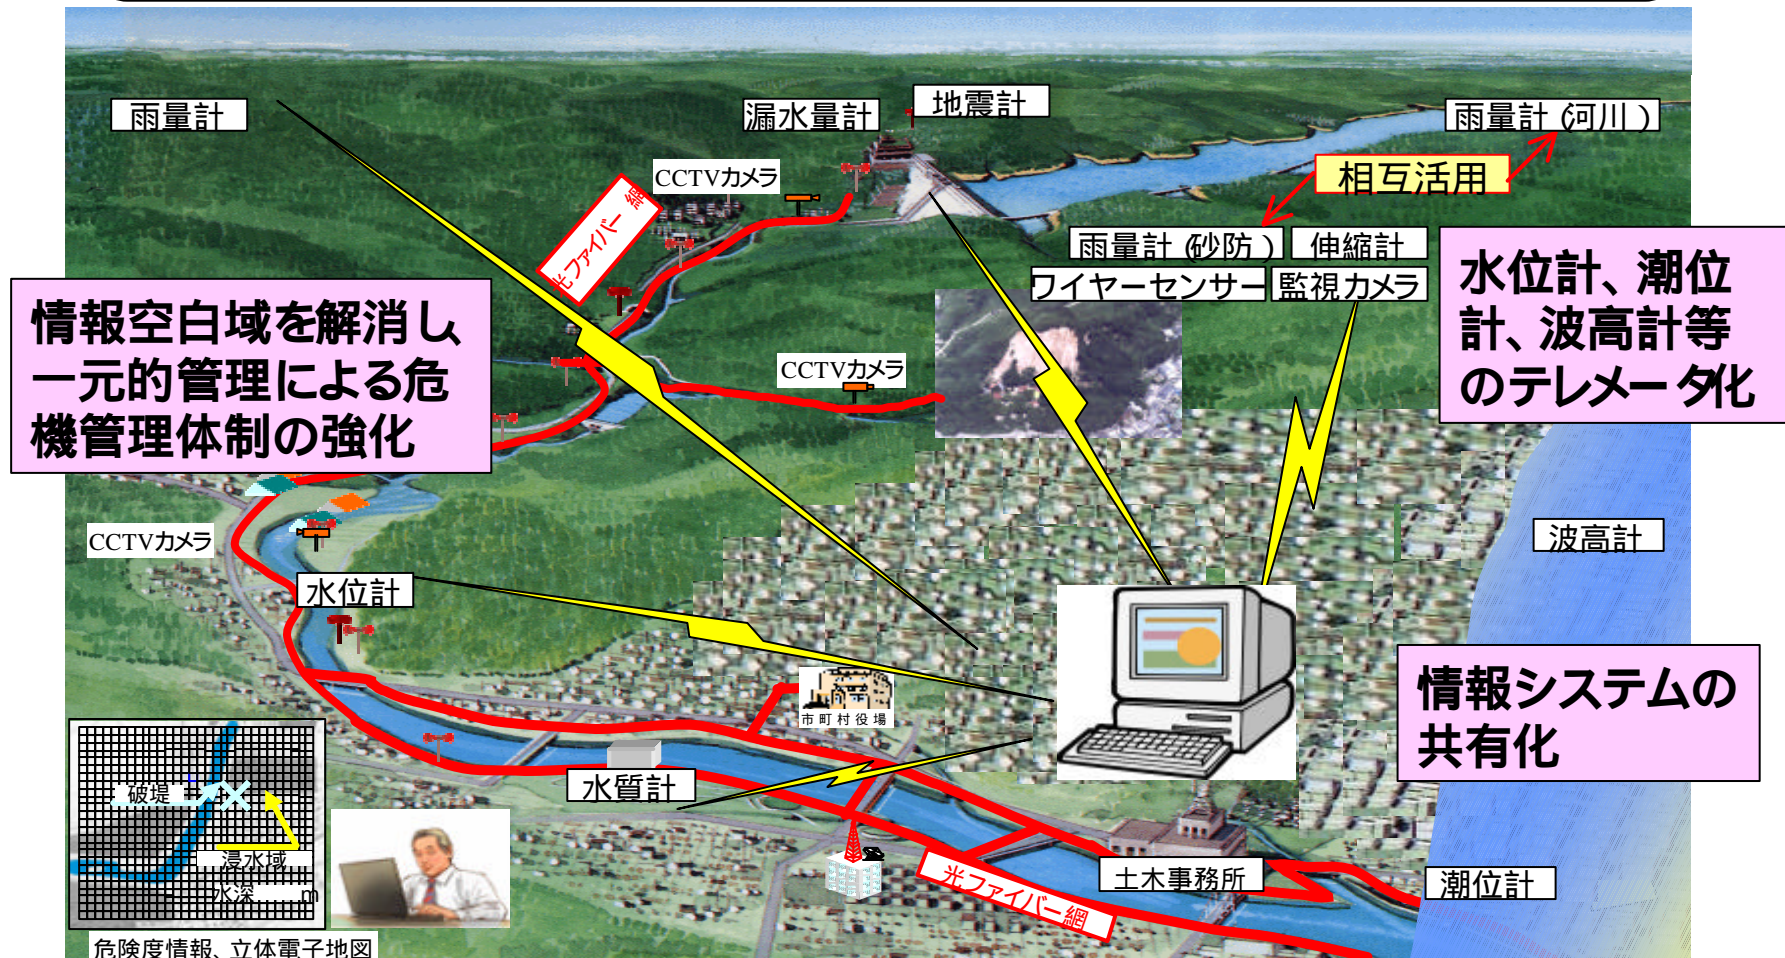 雨量計
漏水量計
地震計
雨量計 (河川)
相互活用
CCTVカメラ
光ファイバー 網
雨量計 (砂防)
伸縮計
ワイヤーセンサー
監視カメラ
水位計、潮位
計、波高計等
のテレメータ化
情報空白域を解消し、
一元的管理による危
機管理体制の強化
CCTVカメラ
CCTVカメラ
波高計
水位計
情報システムの
共有化
市町村役場
水質計
破堤
浸水域
水深 m
光ファイバー網
土木事務所
潮位計
危険度情報、立体電子地図